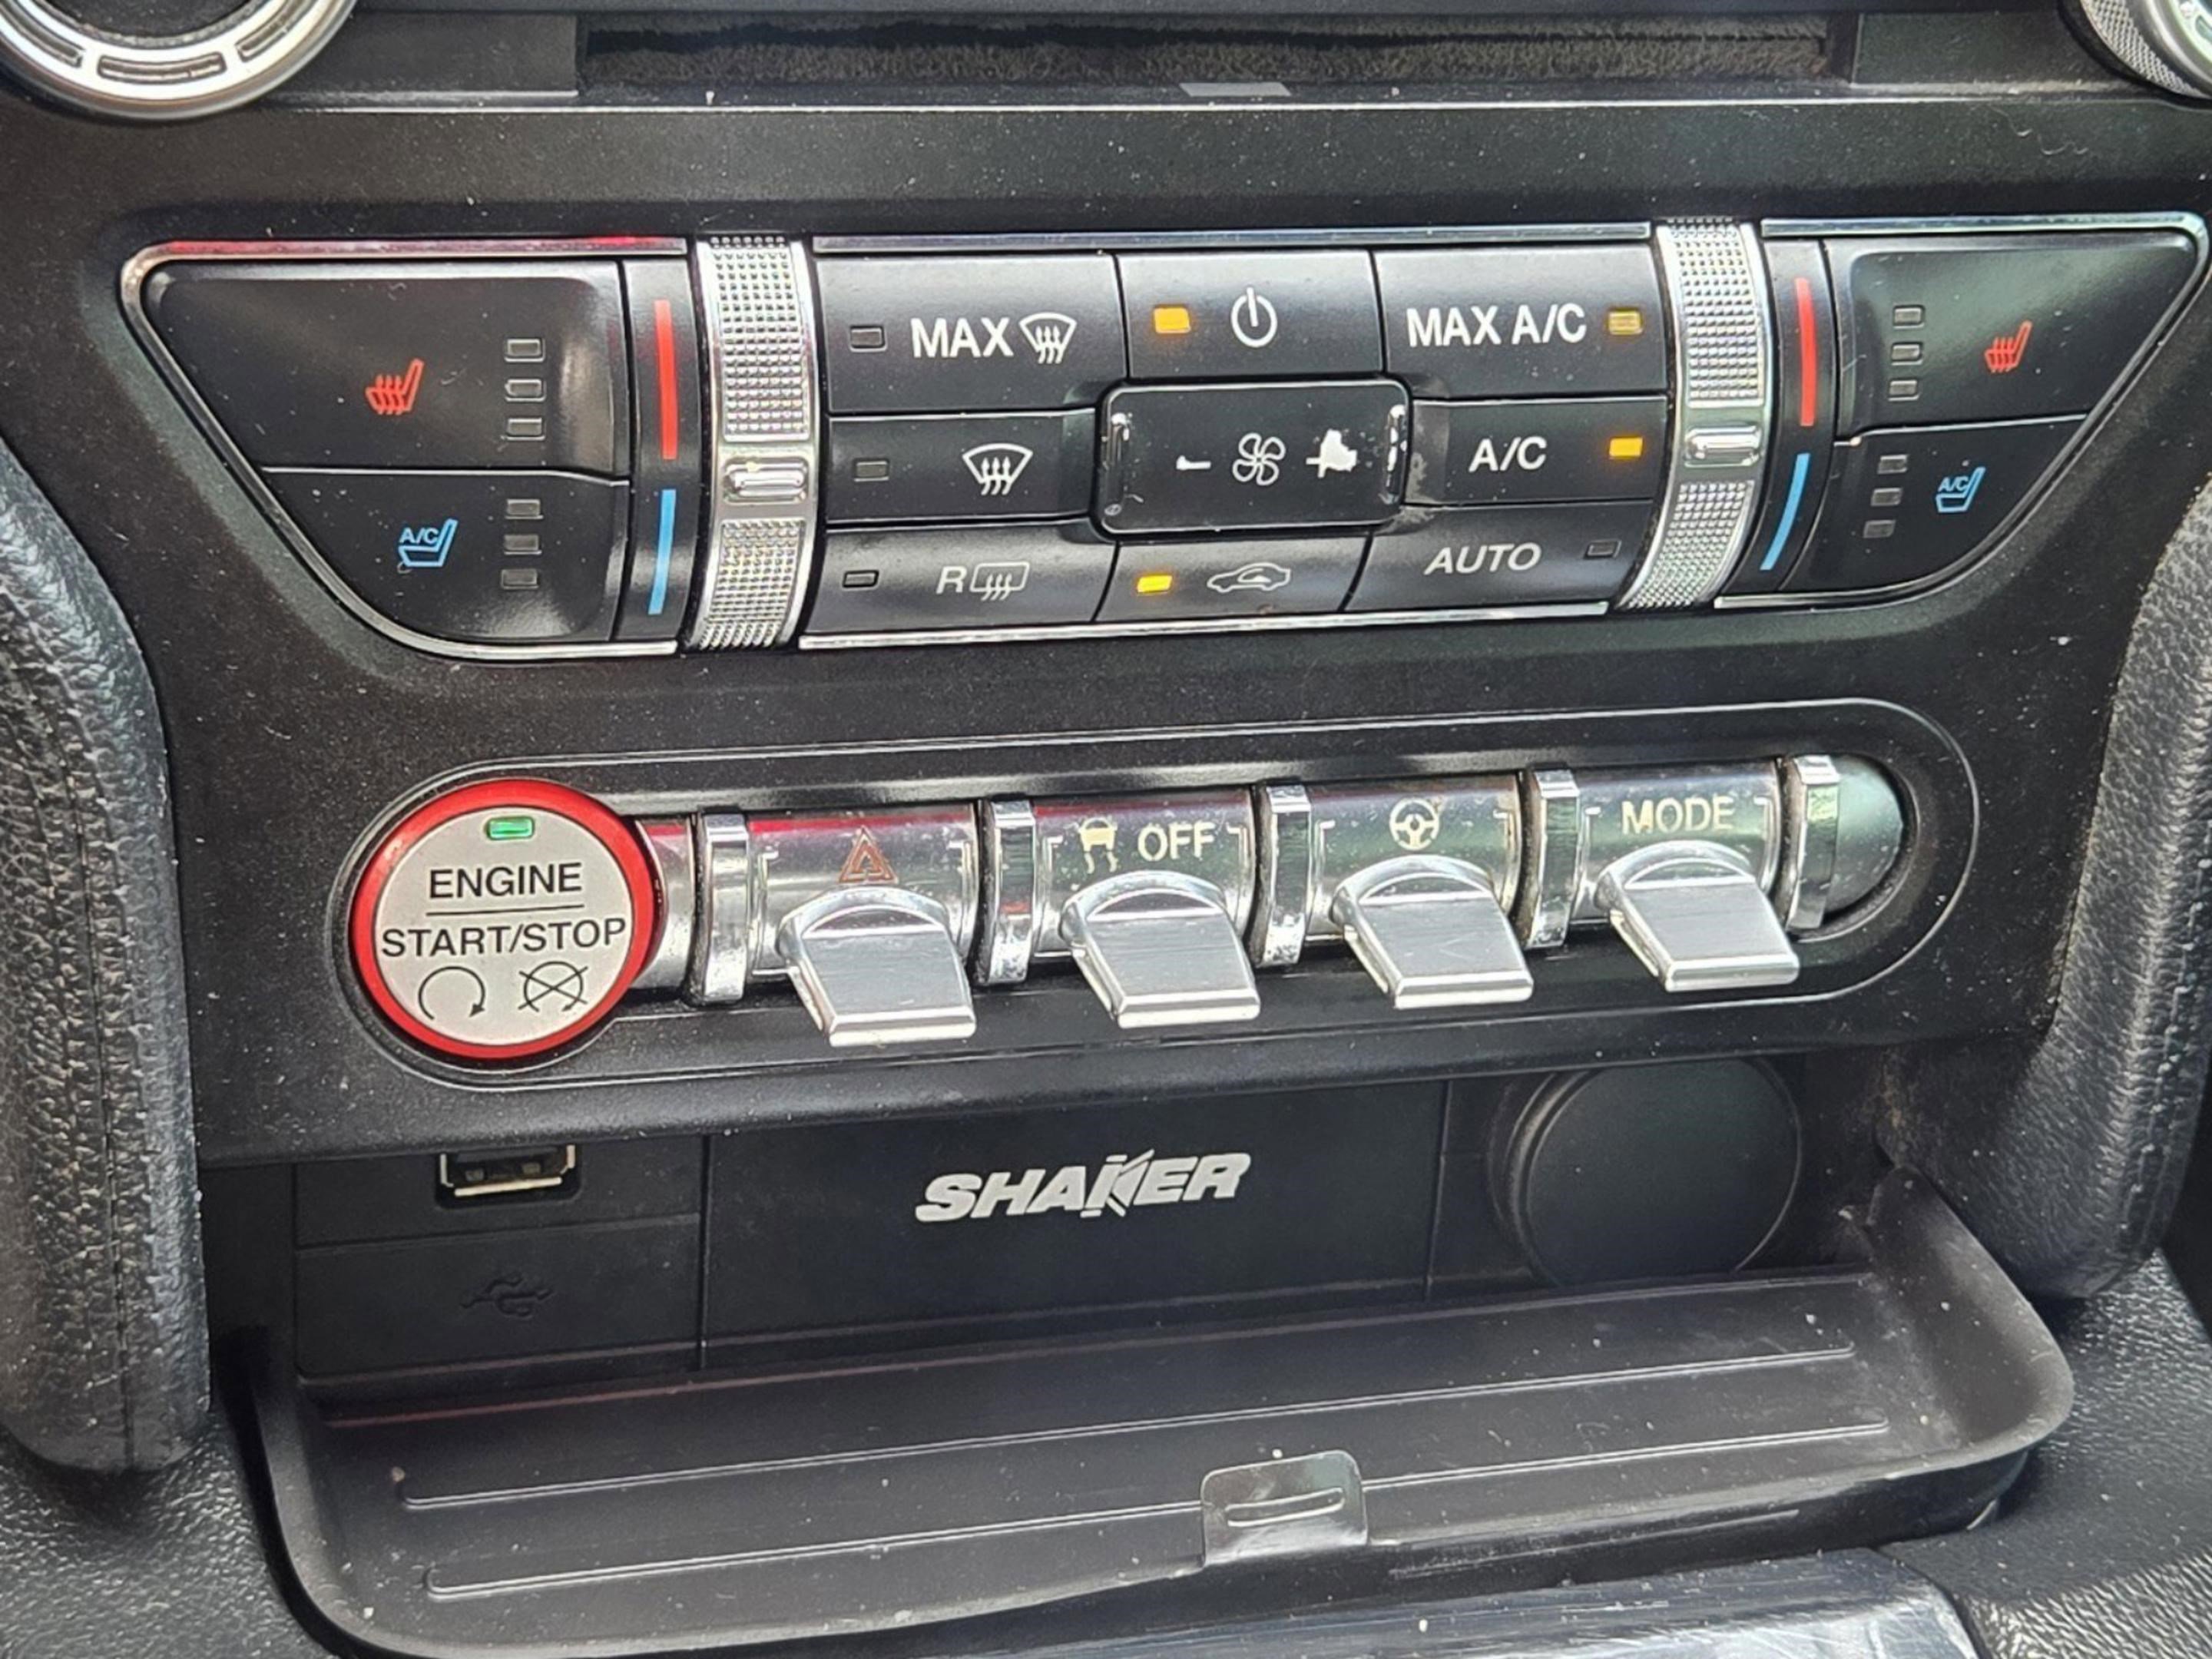 MAX
MAX A/C
A/C
R
AUTO
A/C
A/C
ENGINE
START/STOP
OFF
MODE
SHAKER